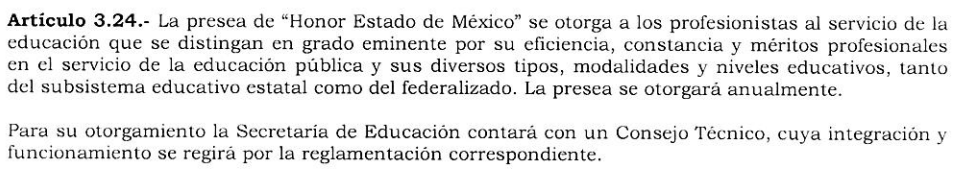 Artículo 3.24.- La presea de “Honor Estado de México” se otorga a los profesionistas al servicio de la
educación que se distingan en grado eminente por su eficiencia, constancia y méritos profesionales
en el servicio de la educación pública y sus diversos tipos, modalidades y niveles educativos, tanto
del subsistema educativo estatal como del federalizado. La presea se otorgará anualmente.
Para su otorgamiento la Secretaría de Educación contará con un Consejo Técnico, cuya integración y
funcionamiento se regirá por la reglamentación correspondiente.